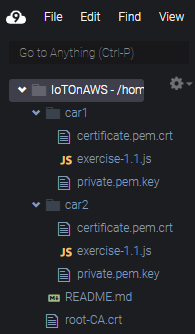 File Edit Find View
Go to Anything (Ctrl-P)
IoTOnAWS - /hom
car1
certificate.pem.crt
JS exercise-1.1.js
private.pem.key
car2
certificate.pem.crt
JS exercise-1.1.js
private.pem.key
README.md
root-CA.crt